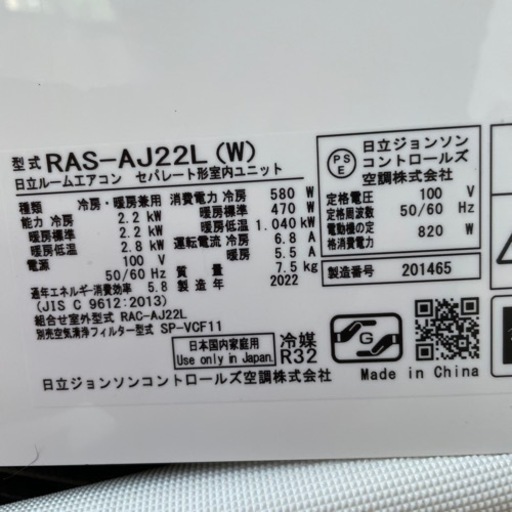 型式 RAS-AJ22L (W)
日立ルームエアコン セパレート形室内ユニット
種類 冷房・暖房兼用 消費電力 冷房 580 W
能力 冷房 2.2 kW 暖房標準 470 W
暖房標準 2.2 kW 暖房低温 1.040 kW
暖房低温 2.8 kW 運転電流 冷房 6.8 A
電源 100 V 暖房 5.5 A
50/60 Hz 質量 7.5 kg
通年エネルギー消費効率 5.8 製造年 2022
(JIS C 9612:2013)
組合せ室外型式 RAC-AJ22L
別売空気清浄フィルター型式 SP-VCF11
日本国内家庭用
Use only in Japan.
冷媒
R32
日立ジョンソンコントロールズ空調株式会社
PS
E
日立ジョンソン
コントロールズ
空調株式会社
定格電圧 100 V
定格周波数 50/60 Hz
電動機の定
格消費電力 820 W
製造番号 201465
G
Made in China